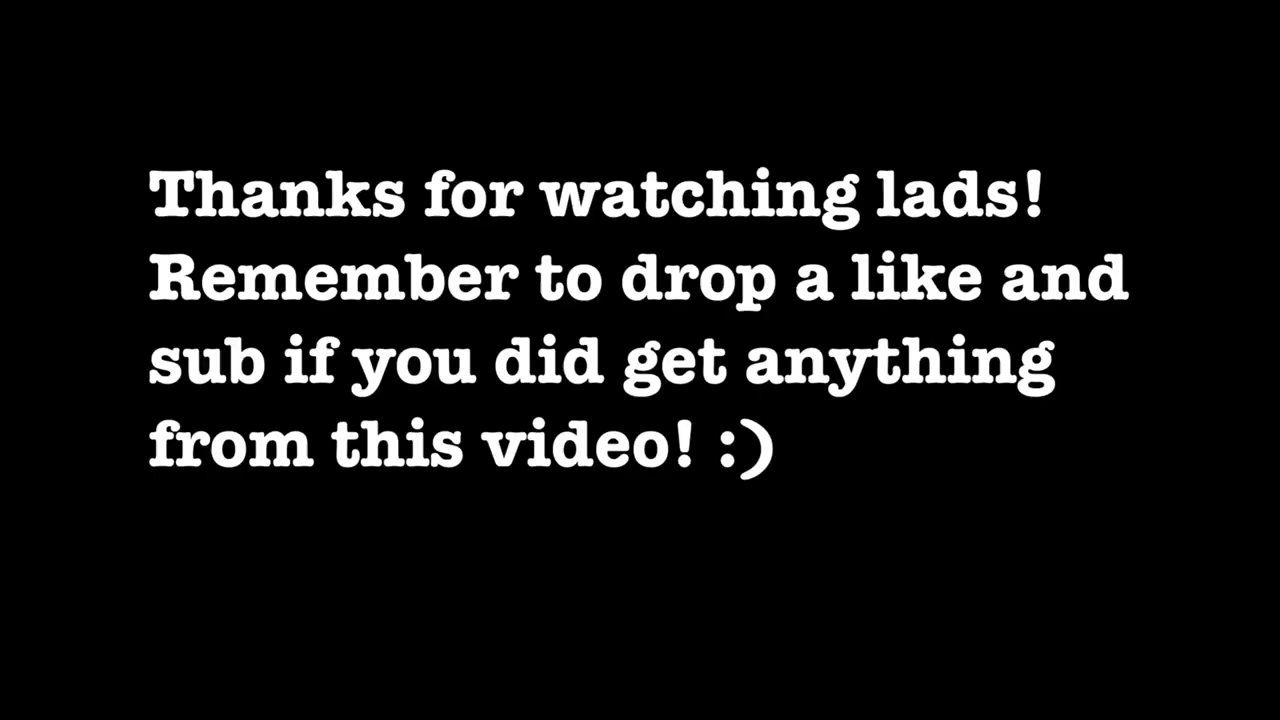 Thanks for watching lads!
Remember to drop a like and
sub if you did get anything
from this video! :)